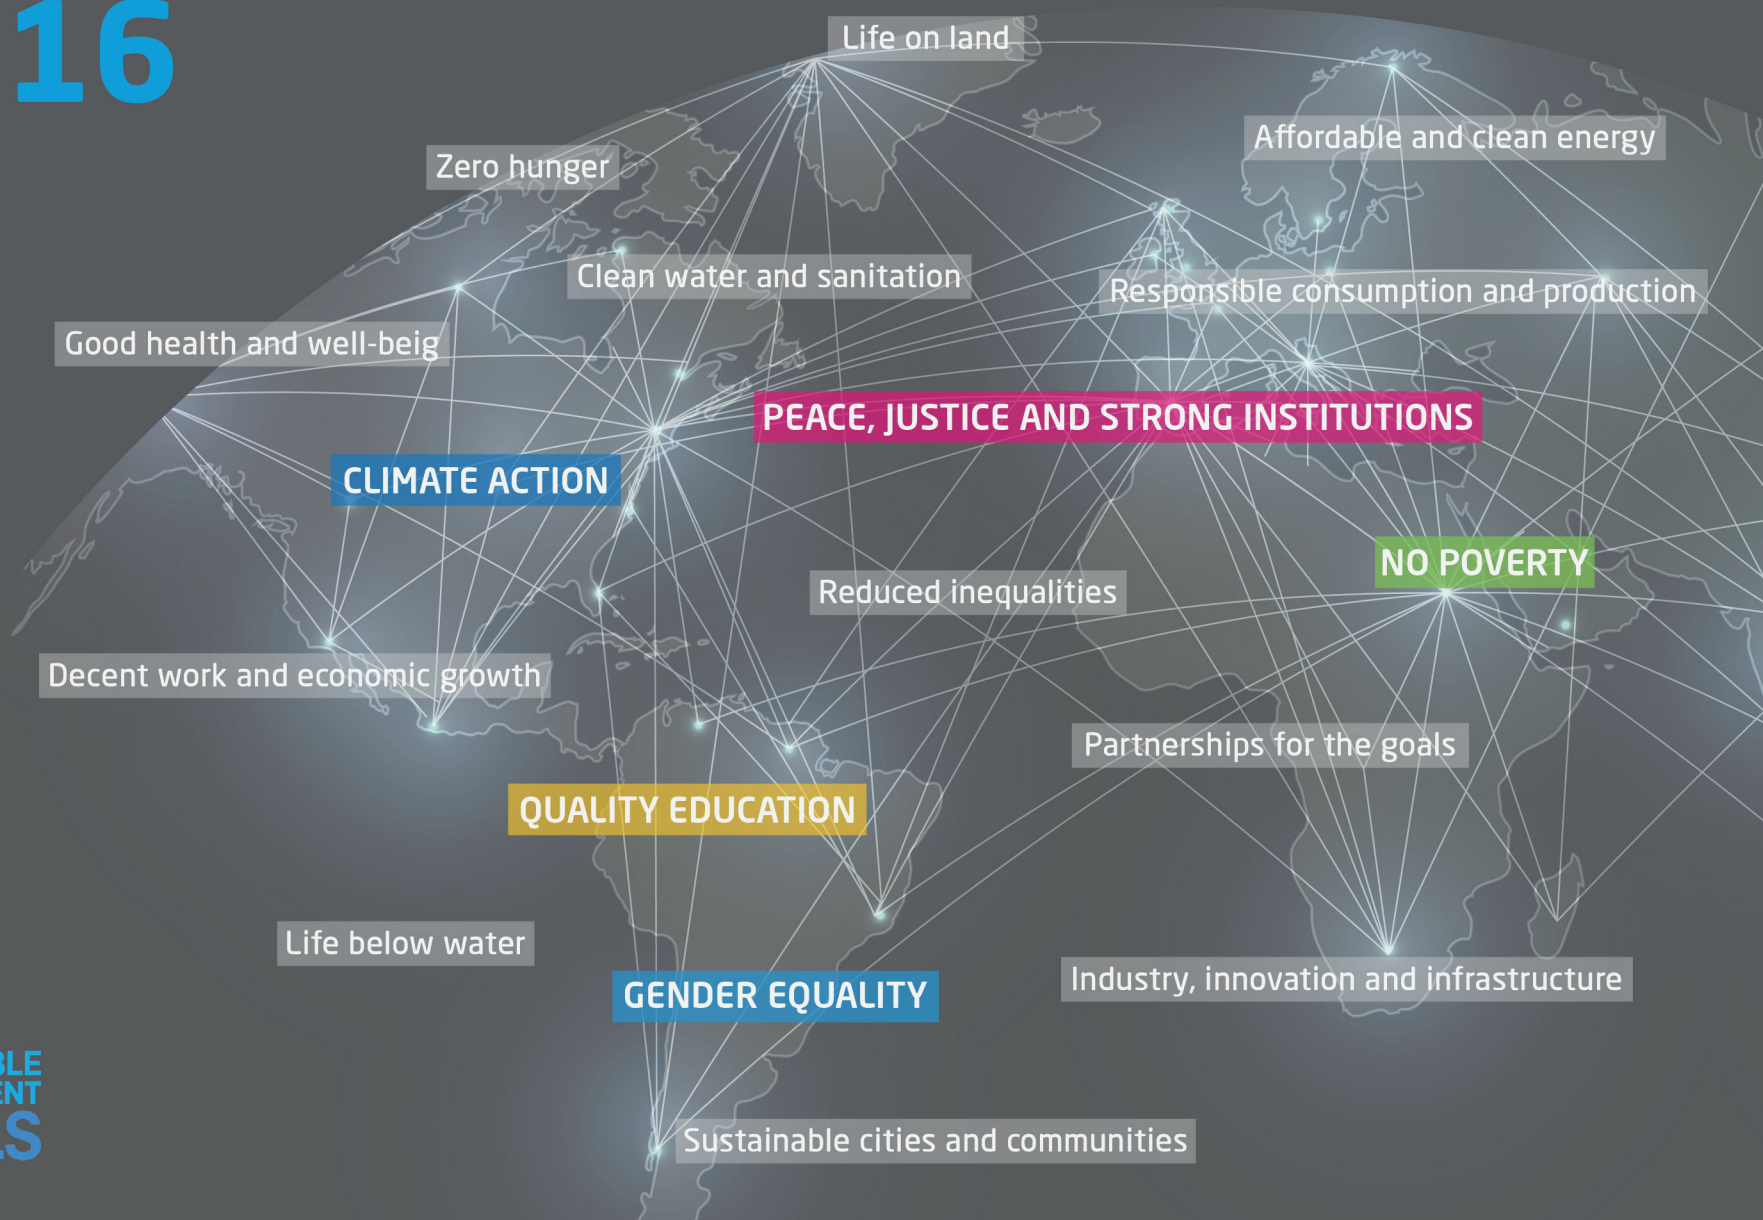 16
Life on land
Affordable and clean energy
Zero hunger
Clean water and sanitation
Responsible consumption and production
Good health and well-beig
PEACE, JUSTICE AND STRONG INSTITUTIONS
CLIMATE ACTION
NO POVERTY
Reduced inequalities
Decent work and economic growth
Partnerships for the goals
QUALITY EDUCATION
Life below water
Industry, innovation and infrastructure
GENDER EQUALITY
BLE
ENT
LS
Sustainable cities and communities